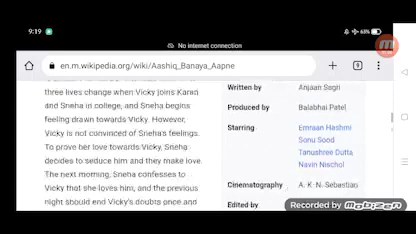 9:19
63%
No internet connection
en.m.wikipedia.org/wiki/Aashiq_Banaya_Aapne
9
three lives change when Vicky joins Karan
and Sneha in college, and Sneha begins
feeling drawn towards Vicky. However,
Vicky is not convinced of Sneha's feelings.
To prove her love towards Vicky, Sneha
decides to seduce him and they make love.
The next morning, Sneha confesses to
Vicky that she loves him, and the previous
night should end Vicky's doubts once and
Written by
Produced by Balabhai Patel
Starring Emraan Hashmi
Sonu Sood
Tanushree Dutta
Navin Nischol
Cinematography A. K. N. Sebastian
Edited by
Recorded by MOBIZEN